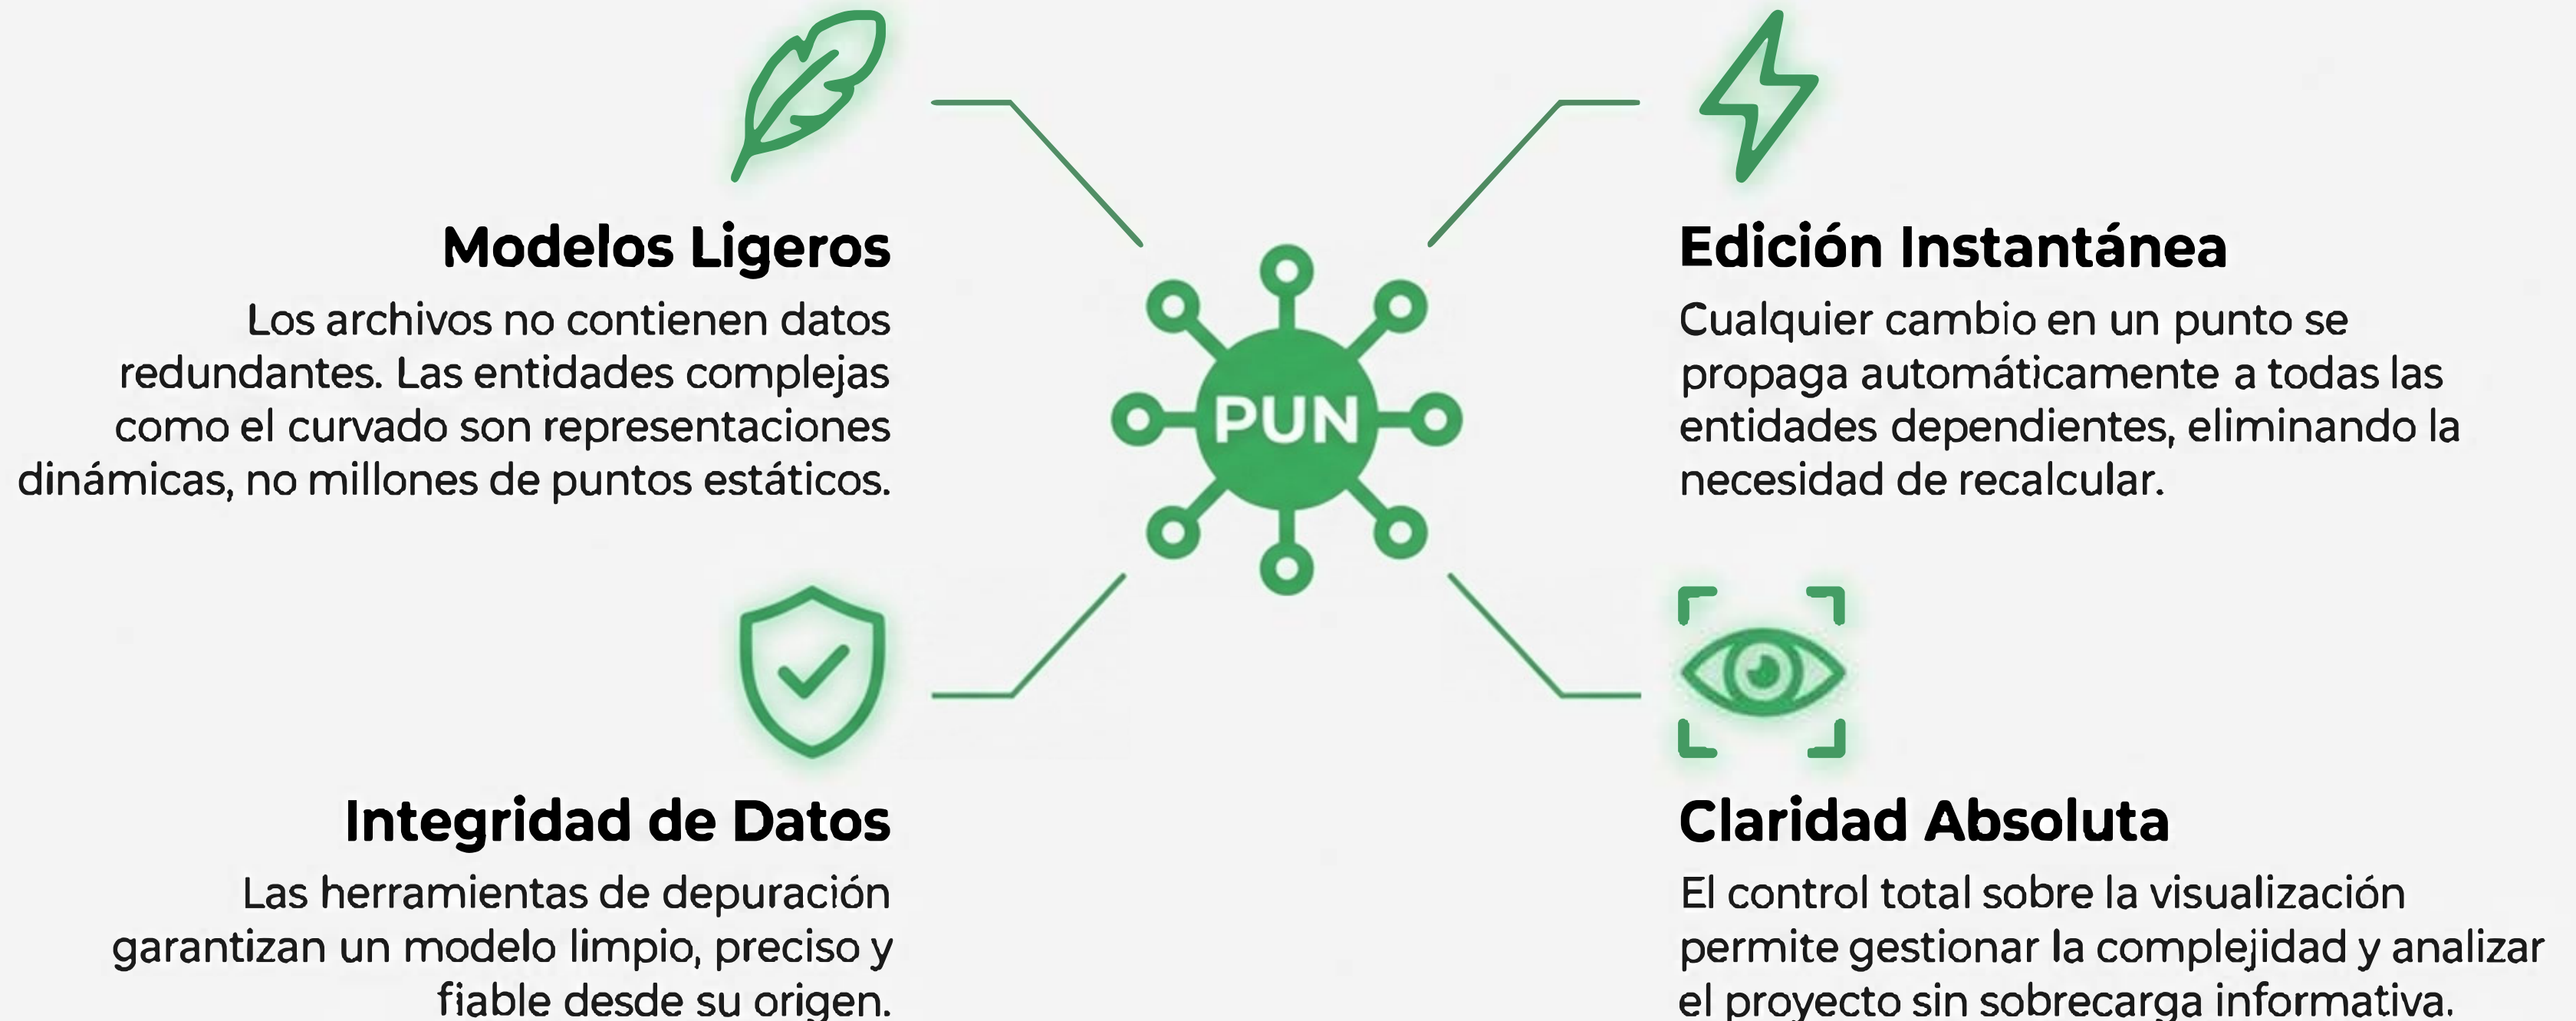 Modelos Ligeros
Los archivos no contienen datos
redundantes. Las entidades complejas
como el curvado son representaciones
dinámicas, no millones de puntos estáticos.
Edición Instantánea
Cualquier cambio en un punto se
propaga automáticamente a todas las
entidades dependientes, eliminando la
necesidad de recalcular.
PUN
Integridad de Datos
Las herramientas de depuración
garantizan un modelo limpio, preciso y
fiable desde su origen.
Claridad Absoluta
El control total sobre la visualización
permite gestionar la complejidad y analizar
el proyecto sin sobrecarga informativa.